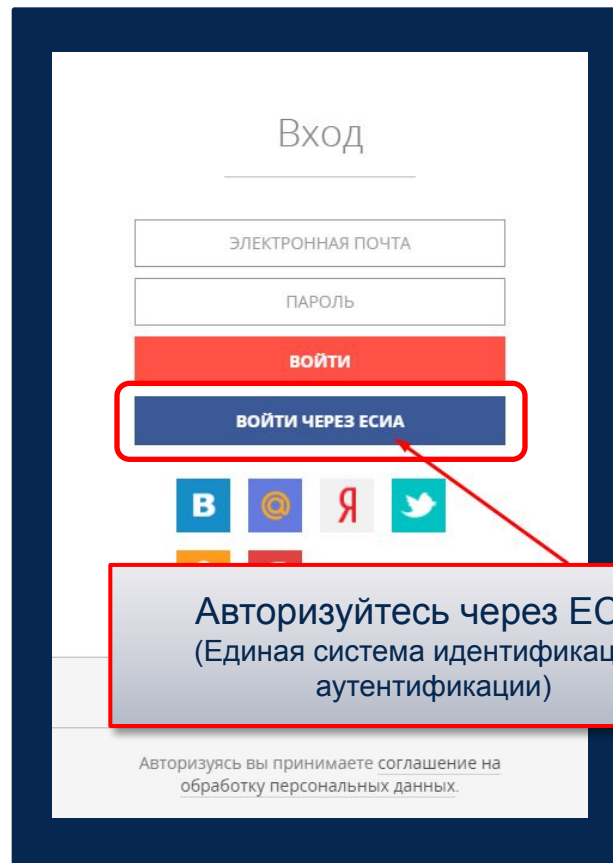 Вход
ЭЛЕКТРОННАЯ ПОЧТА
ПАРОЛЬ
ВОЙТИ
ВОЙТИ ЧЕРЕЗ ЕСИА
В @ Я
Авторизуйтесь через
(Единая система
аутентификации)
Авторизуясь вы принимаете соглашение на
обработку персональных данных.